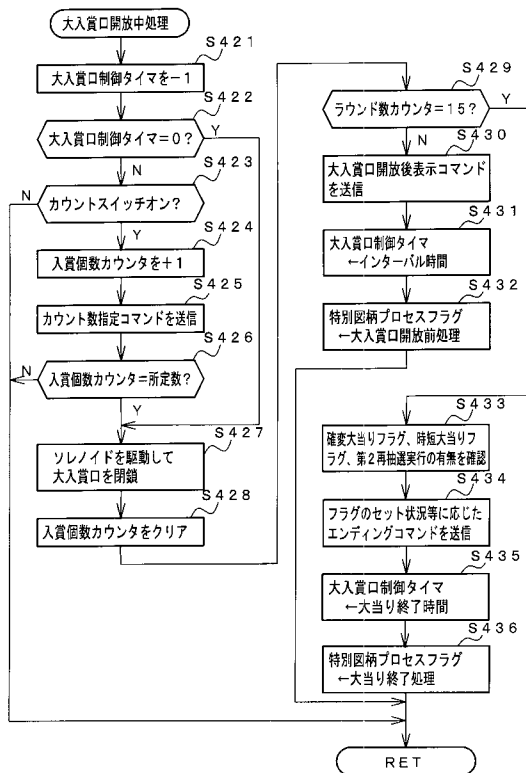 大入賞口開放中処理
S421
大入賞口制御タイマを−1
S422
大入賞口制御タイマ=0?
Y
N
S423
N
カウントスイッチオン?
Y
S424
入賞個数カウンタを+1
S425
カウント数指定コマンドを送信
S426
N
入賞個数カウンタ=所定数?
Y
S427
ソレノイドを駆動して
大入賞口を閉鎖
S428
入賞個数カウンタをクリア
S429
ラウンド数カウンタ=15?
Y
N
S430
大入賞口開放後表示コマンド
を送信
S431
大入賞口制御タイマ
←インターバル時間
S432
特別図柄プロセスフラグ
←大入賞口開放前処理
S433
確変大当りフラグ、時短大当りフ
ラグ、第2再抽選実行の有無を確認
S434
フラグのセット状況等に応じた
エンディングコマンドを送信
S435
大入賞口制御タイマ
←大当り終了時間
S436
特別図柄プロセスフラグ
←大当り終了処理
RET